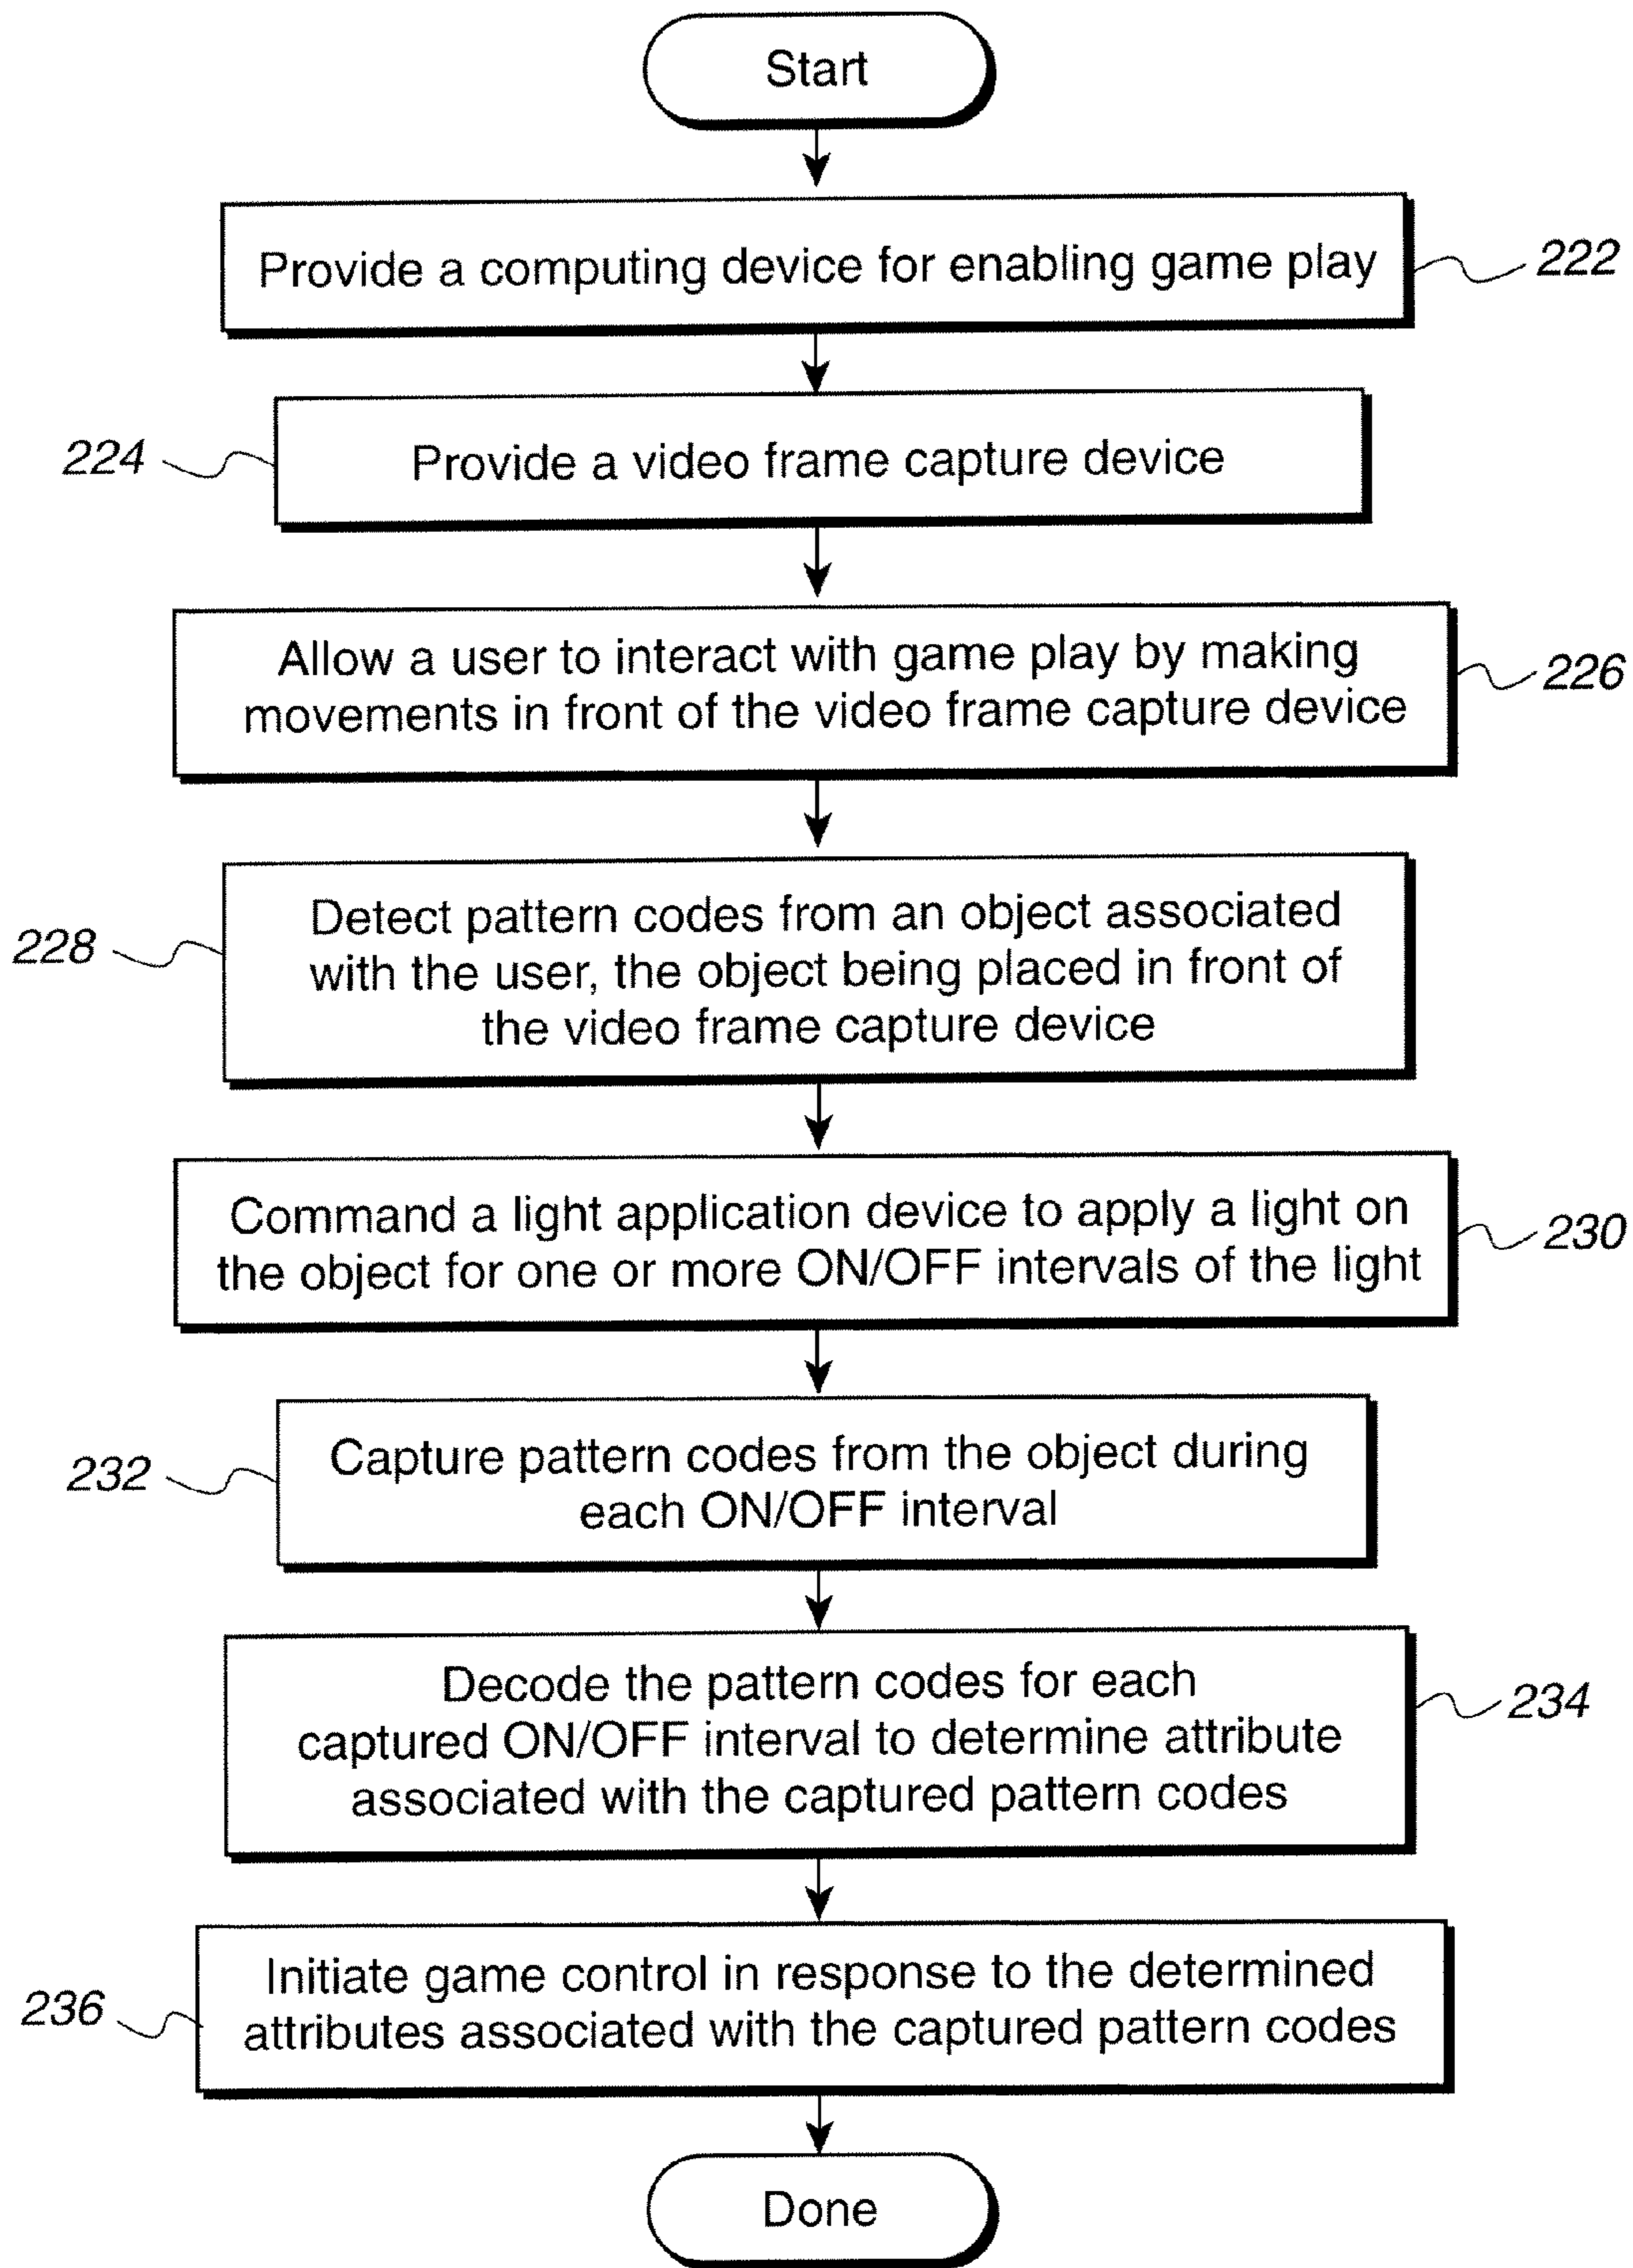 Start
Provide a computing device for enabling game play
222
224
Provide a video frame capture device
Allow a user to interact with game play by making
movements in front of the video frame capture device
226
228
Detect pattern codes from an object associated
with the user, the object being placed in front of
the video frame capture device
Command a light application device to apply a light on
the object for one or more ON/OFF intervals of the light
230
232
Capture pattern codes from the object during
each ON/OFF interval
Decode the pattern codes for each
captured ON/OFF interval to determine attribute
associated with the captured pattern codes
234
236
Initiate game control in response to the determined
attributes associated with the captured pattern codes
Done